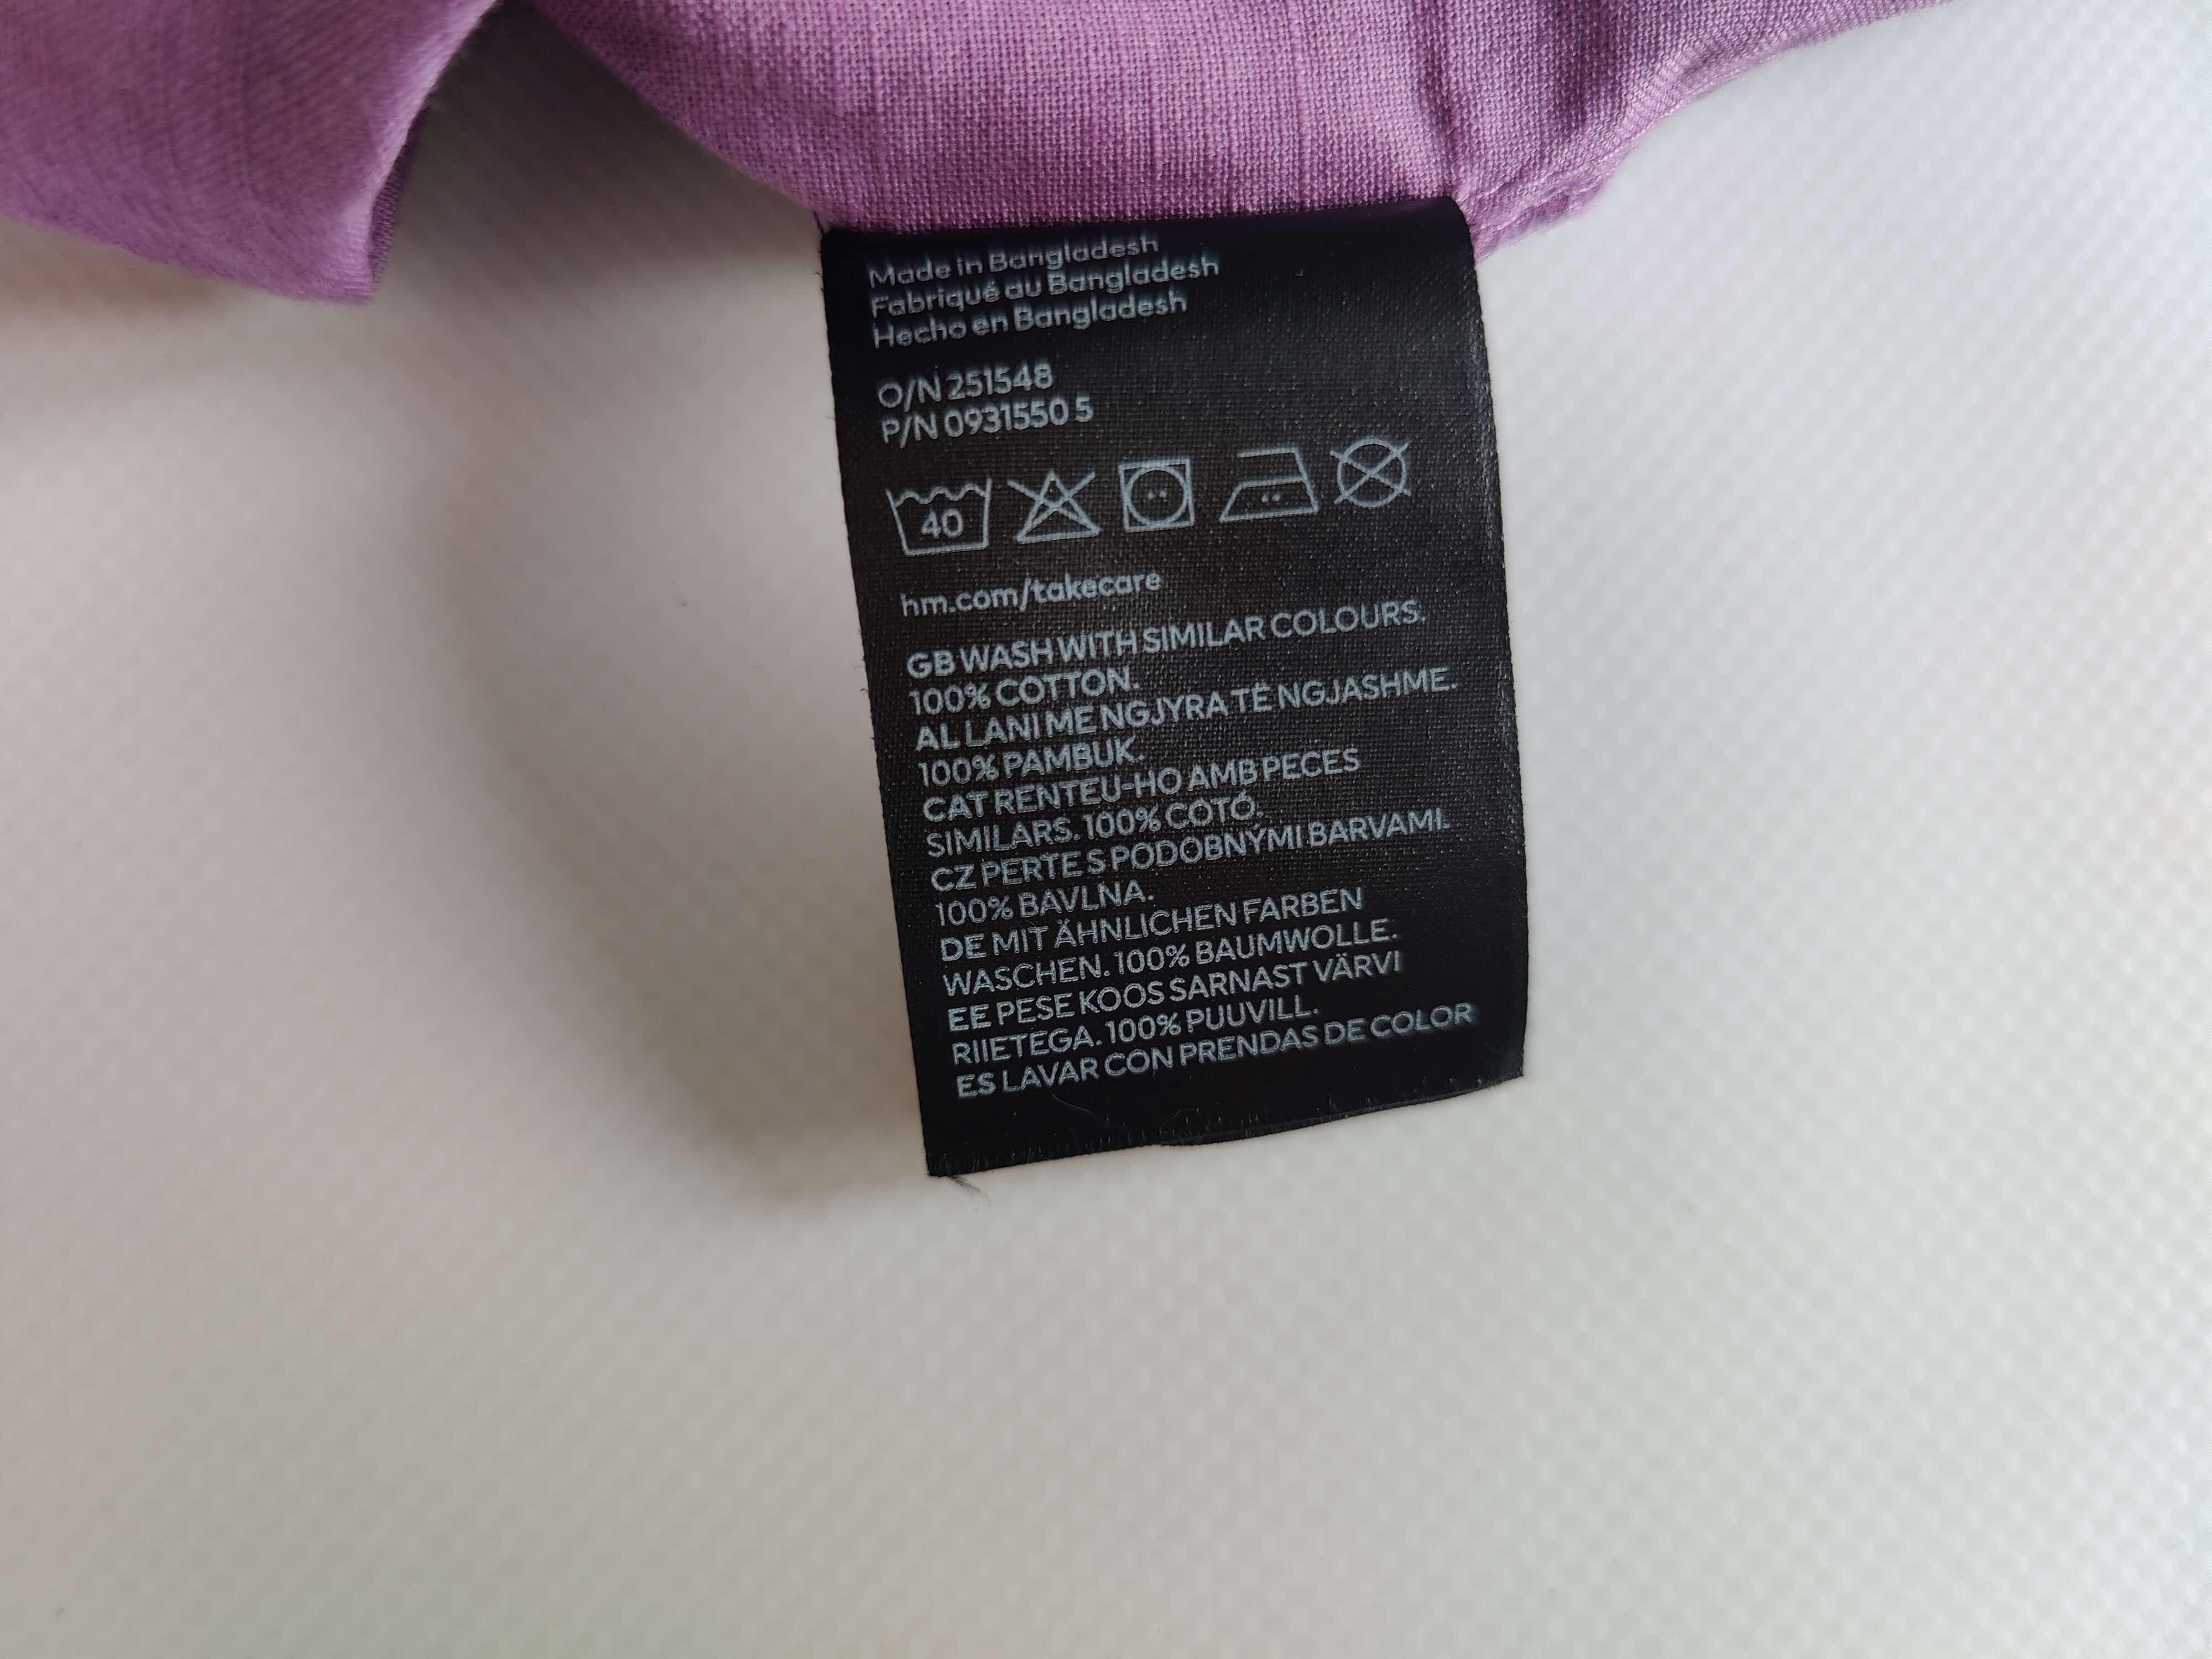 Made in Bangladesh
Fabriqué au Bangladesh
Hecho en Bangladesh
O/N 251548
P/N 0931550 5
40
hm.com/takecare
GB WASH WITH SIMILAR COLOURS.
100% COTTON.
AL LANI ME NGJYRA TË NGJASHME.
100% PAMBUK.
CAT RENTEU-HO AMB PECES
SIMILARS. 100% COTÓ.
CZ PERTE S PODOBNÝMI BARVAMI.
100% BAVLNA.
DE MIT ÄHNLICHEN FARBEN
WASCHEN. 100% BAUMWOLLE.
EE PESE KOOS SARNAST VÄRVI
RIIETEGA. 100% PUUVILL.
ES LAVAR CON PRENDAS DE COLOR